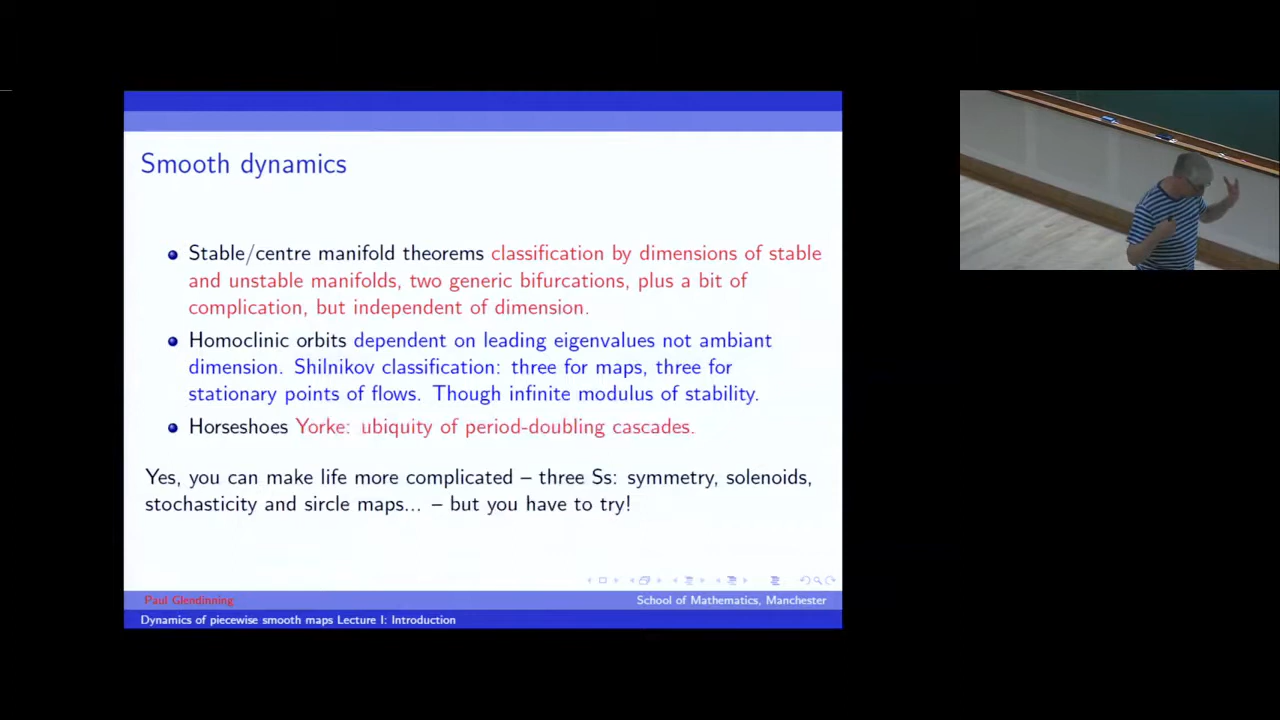 Smooth dynamics
Stable/centre manifold theorems classification by dimensions of stable
and unstable manifolds, two generic bifurcations, plus a bit of
complication, but independent of dimension.
Homoclinic orbits dependent on leading eigenvalues not ambiant
dimension. Shilnikov classification: three for maps, three for
stationary points of flows. Though infinite modulus of stability.
Horseshoes Yorke: ubiquity of period-doubling cascades.
Yes, you can make life more complicated – three Ss: symmetry, solenoids,
stochasticity and sircle maps... – but you have to try!
Paul Glendinning
School of Mathematics, Manchester
Dynamics of piecewise smooth maps Lecture I: Introduction